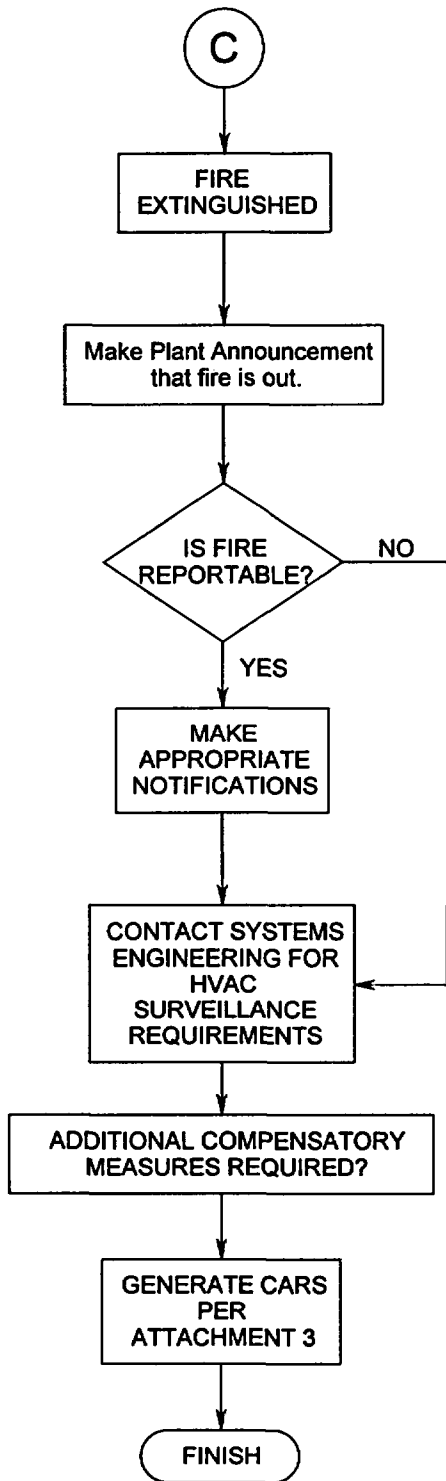 C
FIRE
EXTINGUISHED
Make Plant Announcement
that fire is out.
IS FIRE
REPORTABLE?
NO
YES
MAKE
APPROPRIATE
NOTIFICATIONS
CONTACT SYSTEMS
ENGINEERING FOR
HVAC
SURVEILLANCE
REQUIREMENTS
ADDITIONAL COMPENSATORY
MEASURES REQUIRED?
GENERATE CARS
PER
ATTACHMENT 3
FINISH